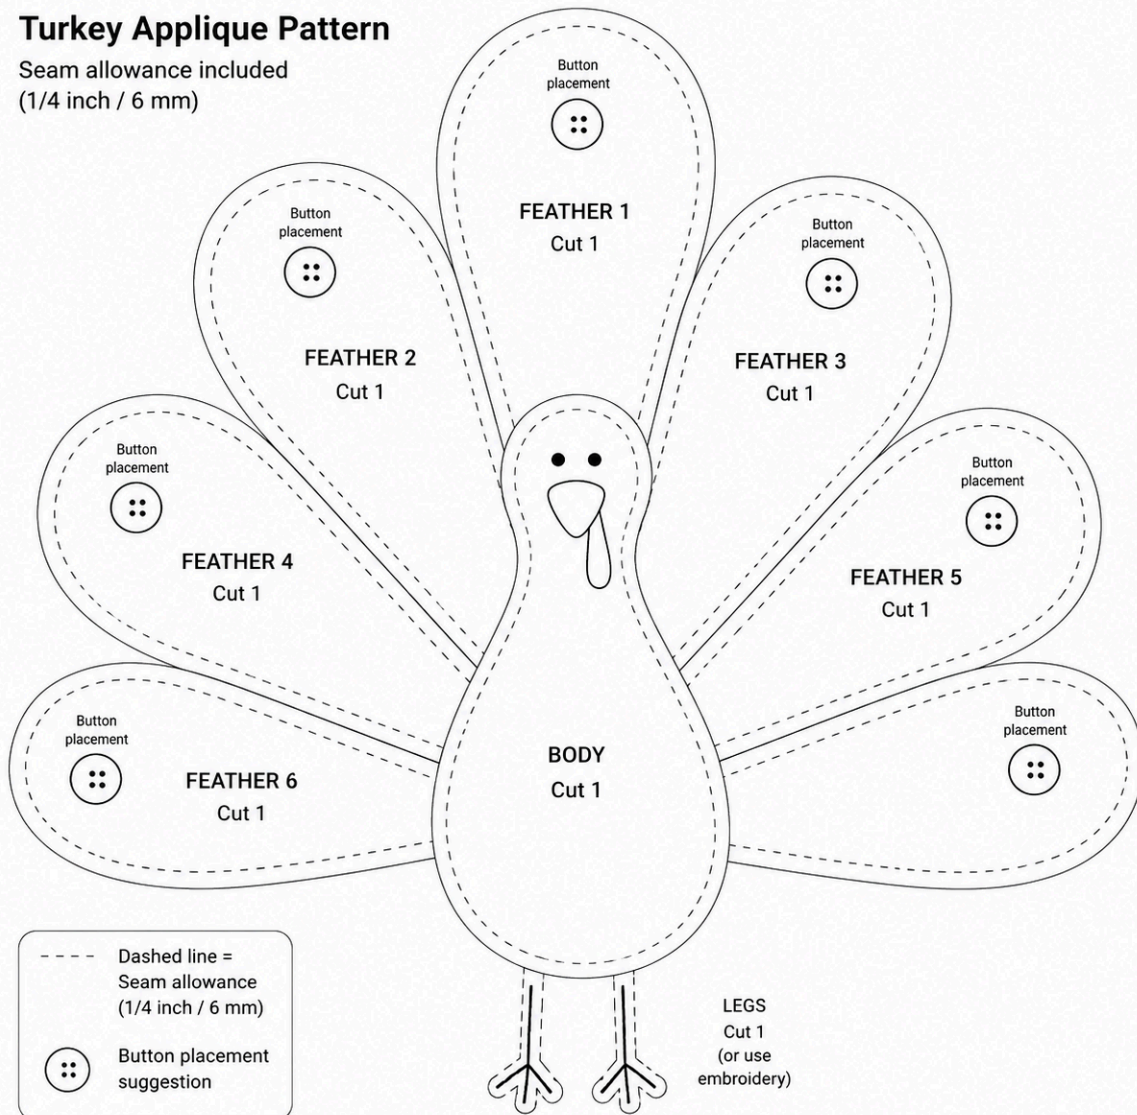 Turkey Applique Pattern
Seam allowance included
(1/4 inch / 6 mm)
Button
placement
FEATHER 1
Cut 1
Button
placement
FEATHER 2
Cut 1
Button
placement
FEATHER 3
Cut 1
Button
placement
FEATHER 4
Cut 1
Button
placement
FEATHER 5
Cut 1
Button
placement
FEATHER 6
Cut 1
BODY
Cut 1
Button
placement
Dashed line =
Seam allowance
(1/4 inch / 6 mm)
Button placement
suggestion
LEGS
Cut 1
(or use
embroidery)